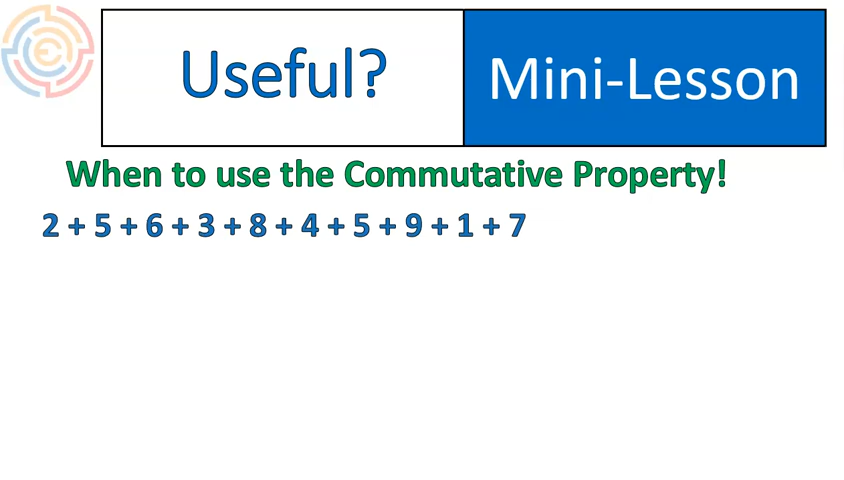 Useful?
Mini-Lesson
When to use the Commutative Property!
2 + 5 + 6 + 3 + 8 + 4 + 5 + 9 + 1 + 7